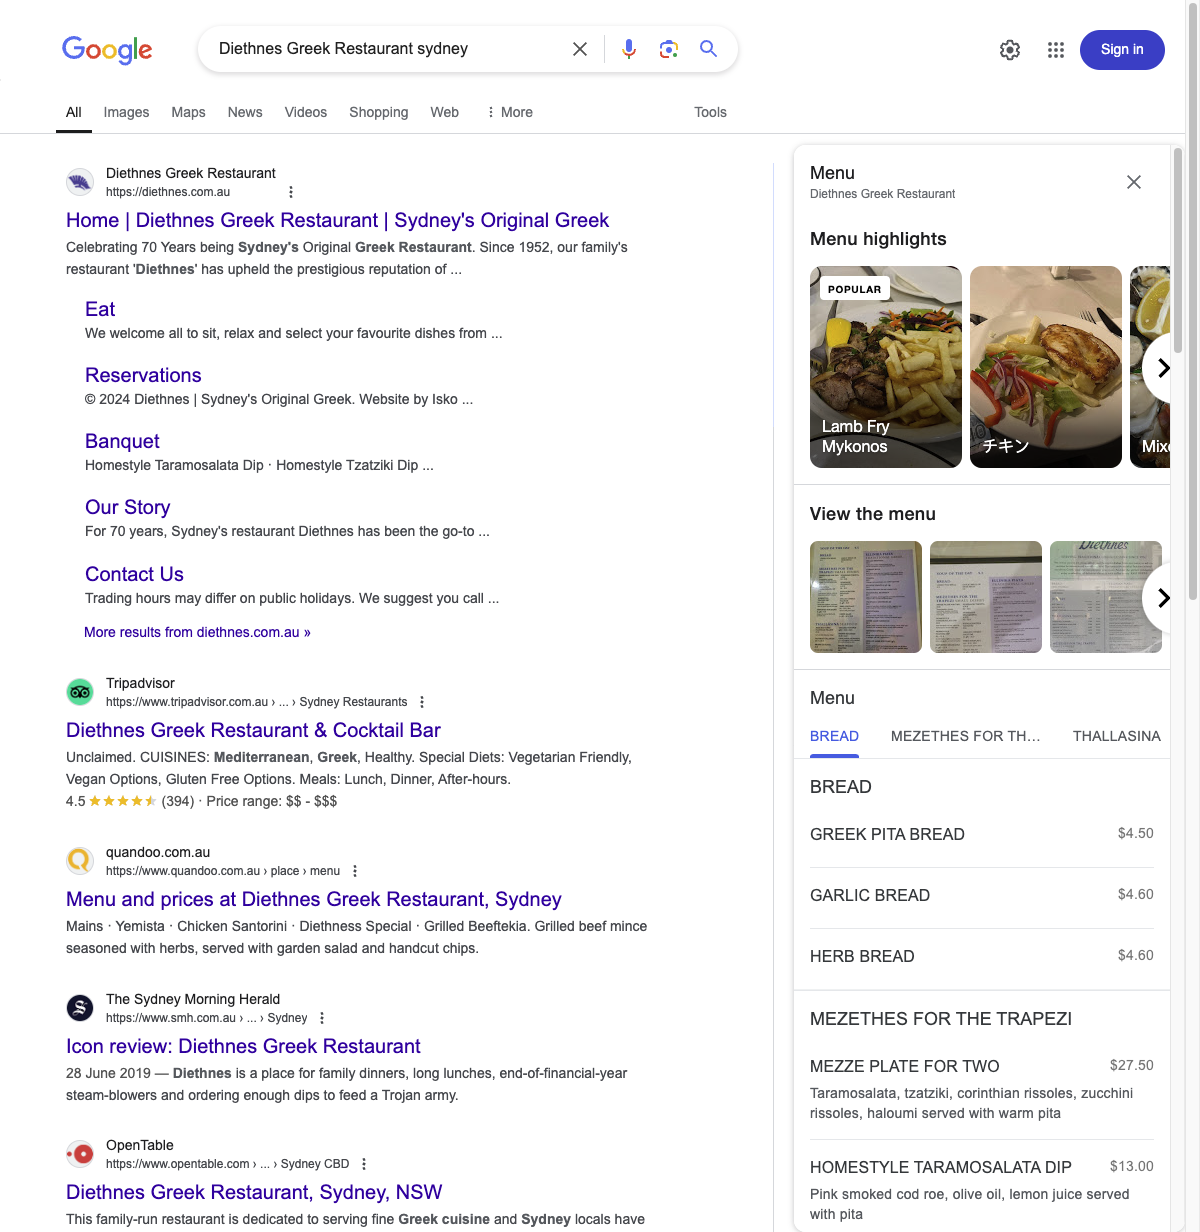 Google
Diethnes Greek Restaurant sydney
Sign in
All
Images
Maps
News
Videos
Shopping
Web
More
Tools
Diethnes Greek Restaurant
https://diethnes.com.au
Home | Diethnes Greek Restaurant | Sydney's Original Greek
Celebrating 70 Years being Sydney's Original Greek Restaurant. Since 1952, our family's
restaurant 'Diethnes' has upheld the prestigious reputation of ...
Eat
We welcome all to sit, relax and select your favourite dishes from ...
Reservations
© 2024 Diethnes | Sydney's Original Greek. Website by Isko ...
Banquet
Homestyle Taramosalata Dip · Homestyle Tzatziki Dip ...
Our Story
For 70 years, Sydney's restaurant Diethnes has been the go-to ...
Contact Us
Trading hours may differ on public holidays. We suggest you call ...
More results from diethnes.com.au »
Tripadvisor
https://www.tripadvisor.com.au › ... › Sydney Restaurants
Diethnes Greek Restaurant & Cocktail Bar
Unclaimed. CUISINES: Mediterranean, Greek, Healthy. Special Diets: Vegetarian Friendly,
Vegan Options, Gluten Free Options. Meals: Lunch, Dinner, After-hours.
4.5 (394) · Price range: $$ - $$$
quandoo.com.au
https://www.quandoo.com.au › place › menu
Menu and prices at Diethnes Greek Restaurant, Sydney
Mains · Yemista · Chicken Santorini · Diethness Special · Grilled Beeftekia. Grilled beef mince
seasoned with herbs, served with garden salad and handcut chips.
The Sydney Morning Herald
https://www.smh.com.au › ... › Sydney
Icon review: Diethnes Greek Restaurant
28 June 2019 — Diethnes is a place for family dinners, long lunches, end-of-financial-year
steam-blowers and ordering enough dips to feed a Trojan army.
OpenTable
https://www.opentable.com › ... › Sydney CBD
Diethnes Greek Restaurant, Sydney, NSW
This family-run restaurant is dedicated to serving fine Greek cuisine and Sydney locals have
Menu
Diethnes Greek Restaurant
Menu highlights
POPULAR
Lamb Fry
Mykonos
チキン
Mixe
View the menu
Diethnes
Menu
BREAD
MEZETHES FOR TH...
THALLASINA
BREAD
GREEK PITA BREAD $4.50
GARLIC BREAD $4.60
HERB BREAD $4.60
MEZETHES FOR THE TRAPEZI
MEZZE PLATE FOR TWO $27.50
Taramosalata, tzatziki, corinthian rissoles, zucchini
rissoles, haloumi served with warm pita
HOMESTYLE TARAMOSALATA DIP $13.00
Pink smoked cod roe, olive oil, lemon juice served
with pita